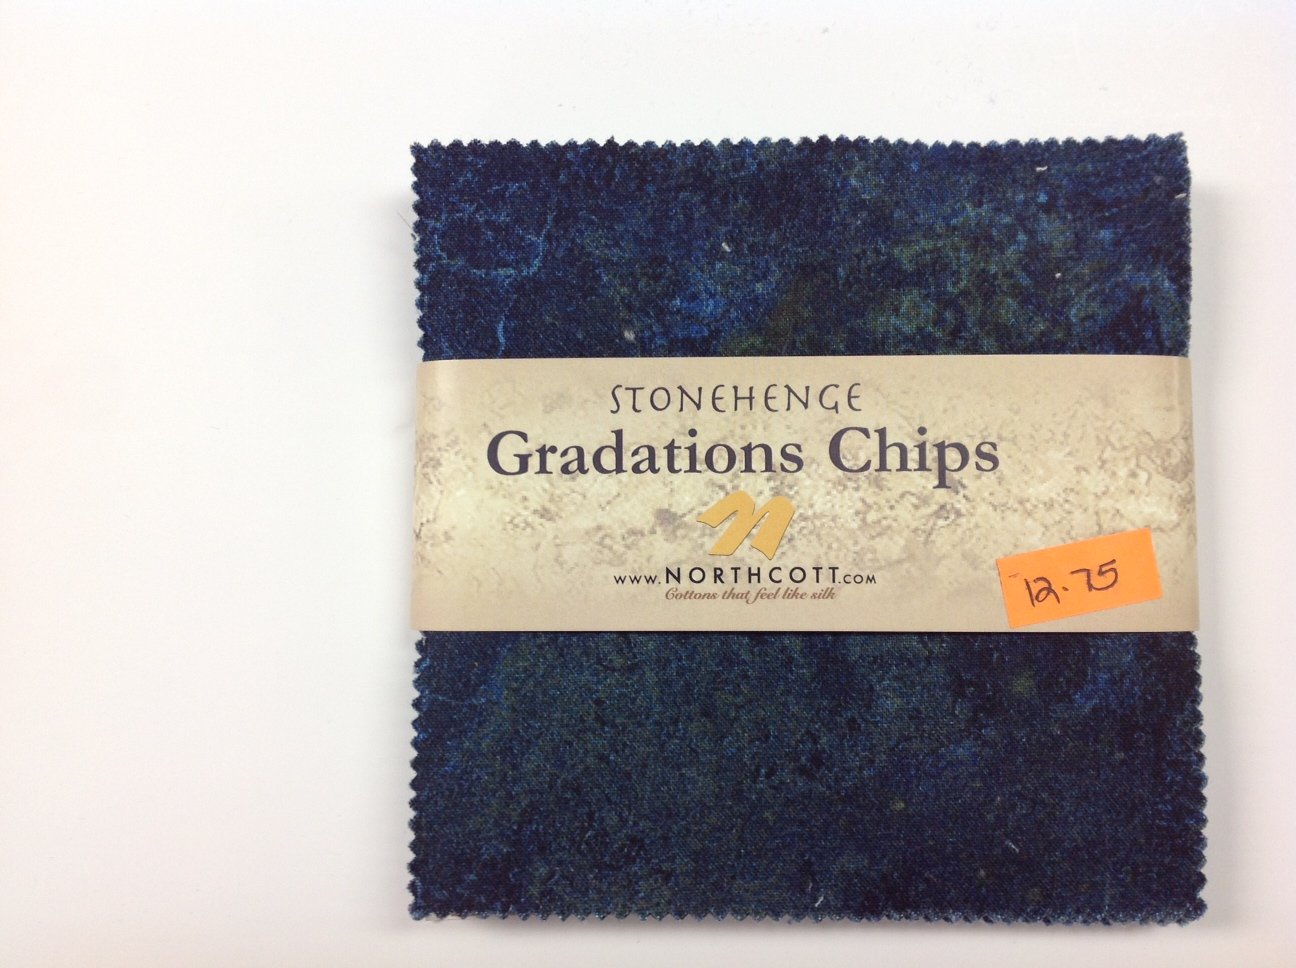 STONEHENGE
Gradations Chips
WWW.NORTHCOTT.COM
Cottons that feel like silk
12.75